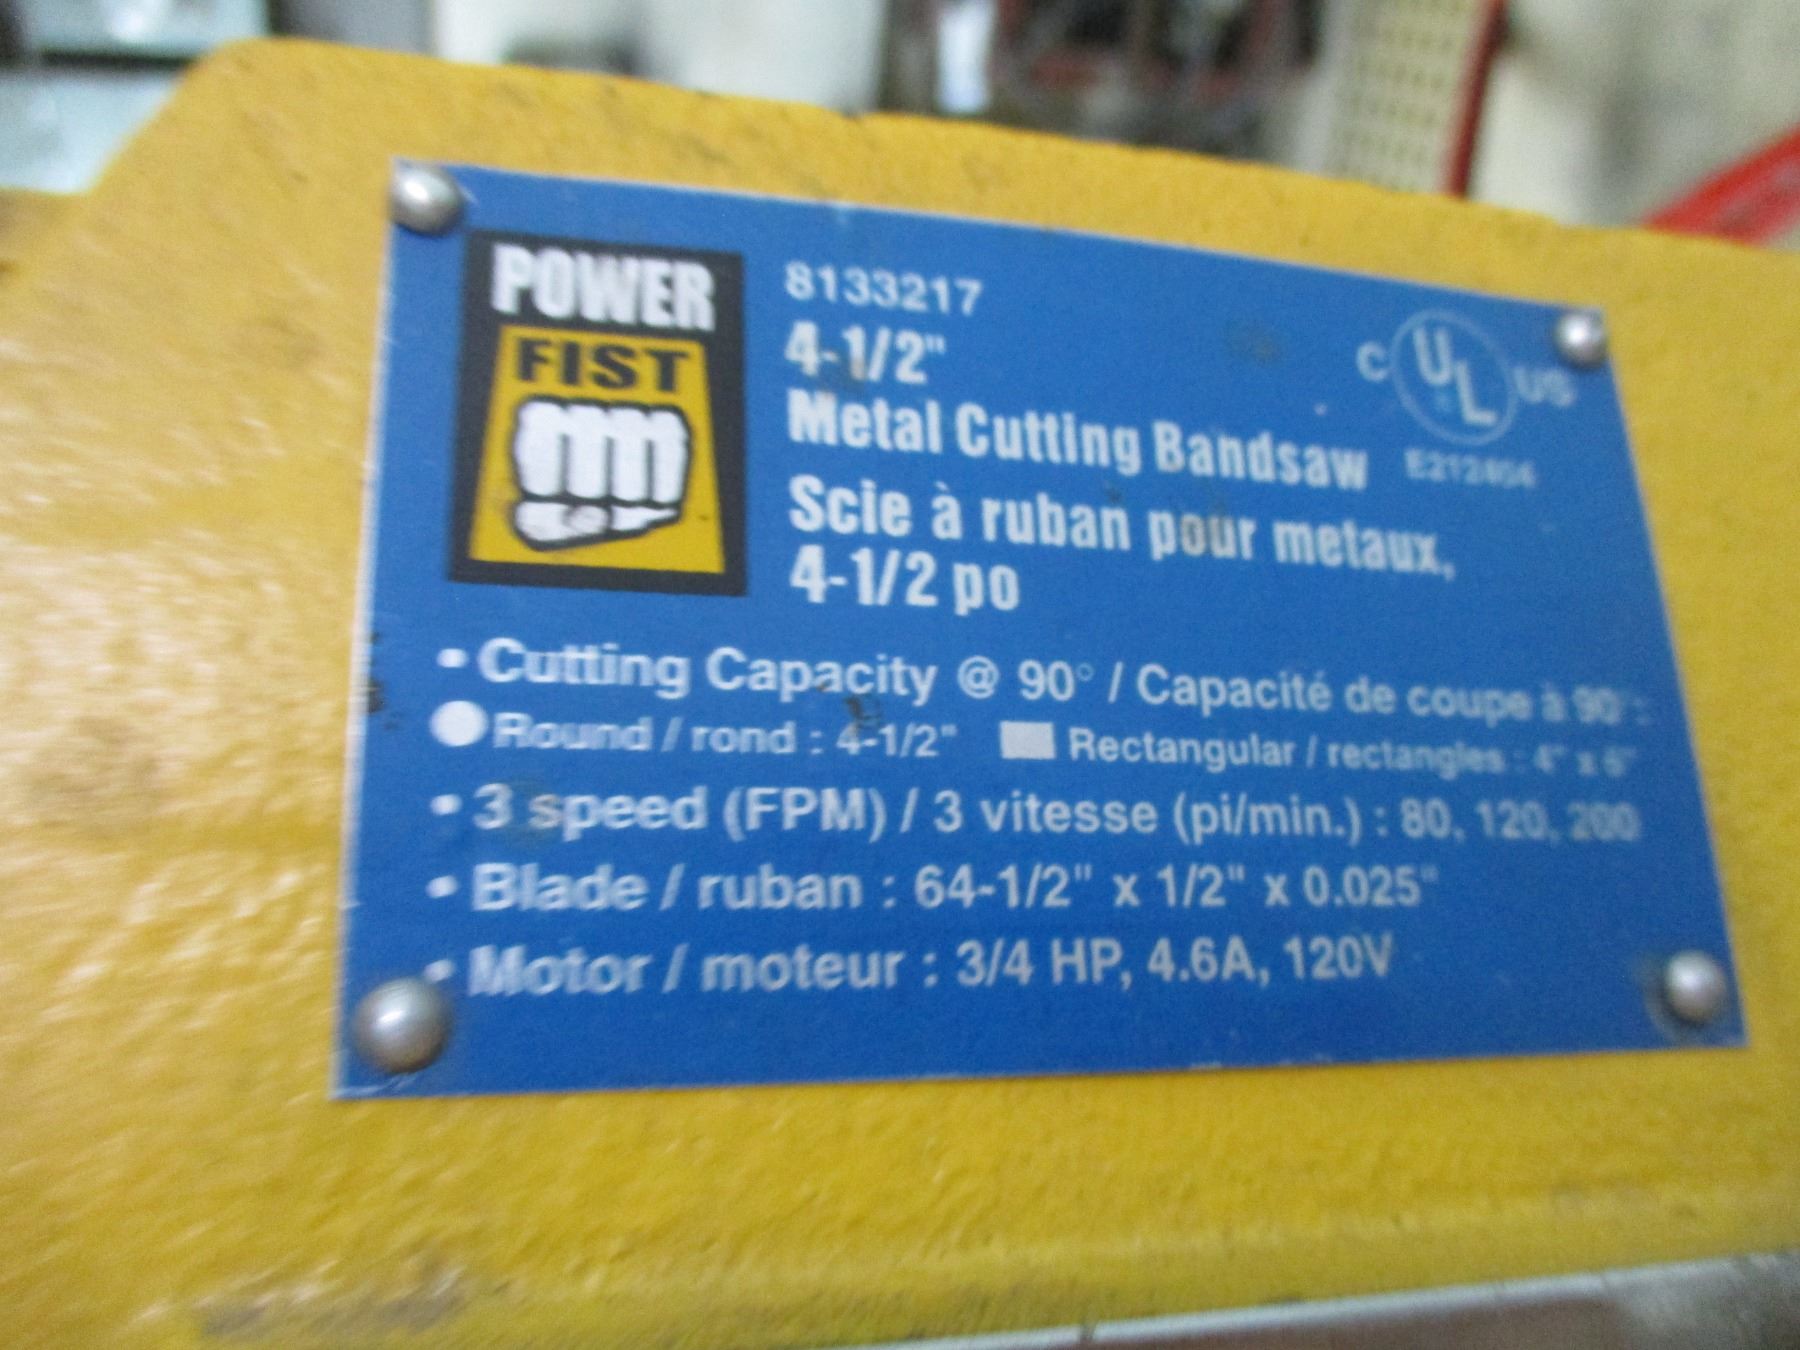 POWER
FIST
8133217
4-1/2"
Metal Cutting Bandsaw
C UL US
Scie à ruban pour metaux,
4-1/2 po
• Cutting Capacity @ 90° / Capacité de coupe à 90° :
Round / rond : 4-1/2" Rectangular / rectangles : 4" x 6"
• 3 speed (FPM) / 3 vitesse (pi/min.) : 80, 120, 200
• Blade / ruban : 64-1/2" x 1/2" x 0.025"
• Motor / moteur : 3/4 HP, 4.6A, 120V